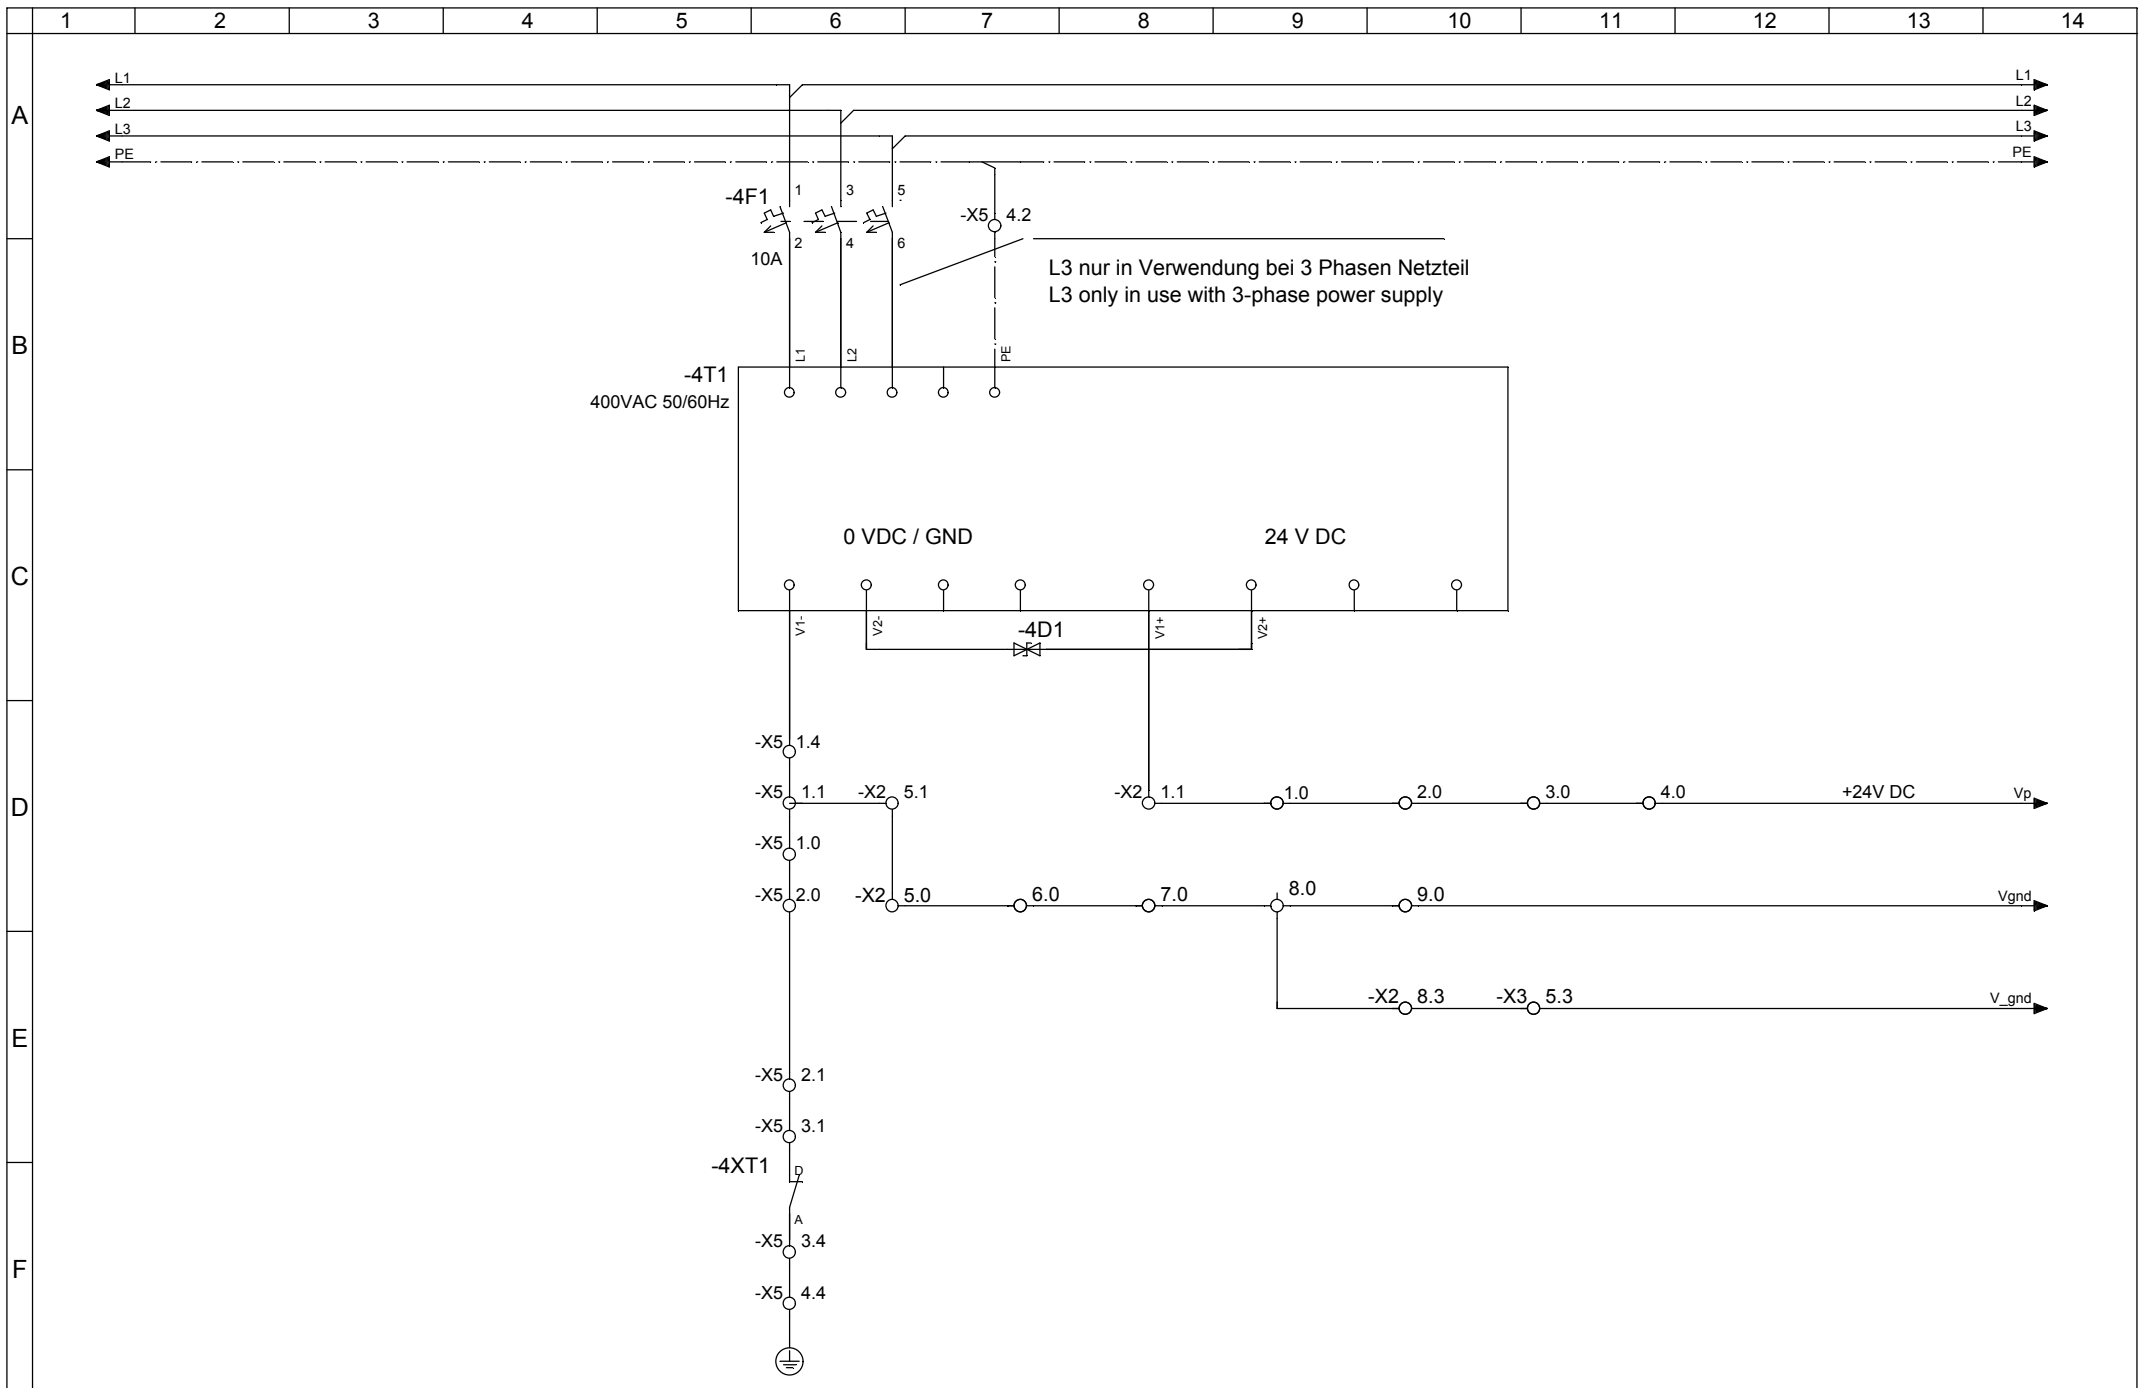 1 2 3 4 5 6 7 8 9 10 11 12 13 14
A
L1 L1
L2 L2
L3 L3
PE PE
-4F1 1 3 5
-X5 4.2
2 4 6
10A
L3 nur in Verwendung bei 3 Phasen Netzteil
L3 only in use with 3-phase power supply
B
L1 L2 PE
-4T1
400VAC 50/60Hz
0 VDC / GND 24 V DC
C
V1- V2- -4D1 V1+ V2+
-X5 1.4
-X5 1.1 -X2 5.1 -X2 1.1 1.0 2.0 3.0 4.0 +24V DC Vp
D
-X5 1.0
-X5 2.0 -X2 5.0 6.0 7.0 8.0 9.0 Vgnd
-X2 8.3 -X3 5.3 V_gnd
E
-X5 2.1
-X5 3.1
-4XT1 D
A
-X5 3.4
F
-X5 4.4